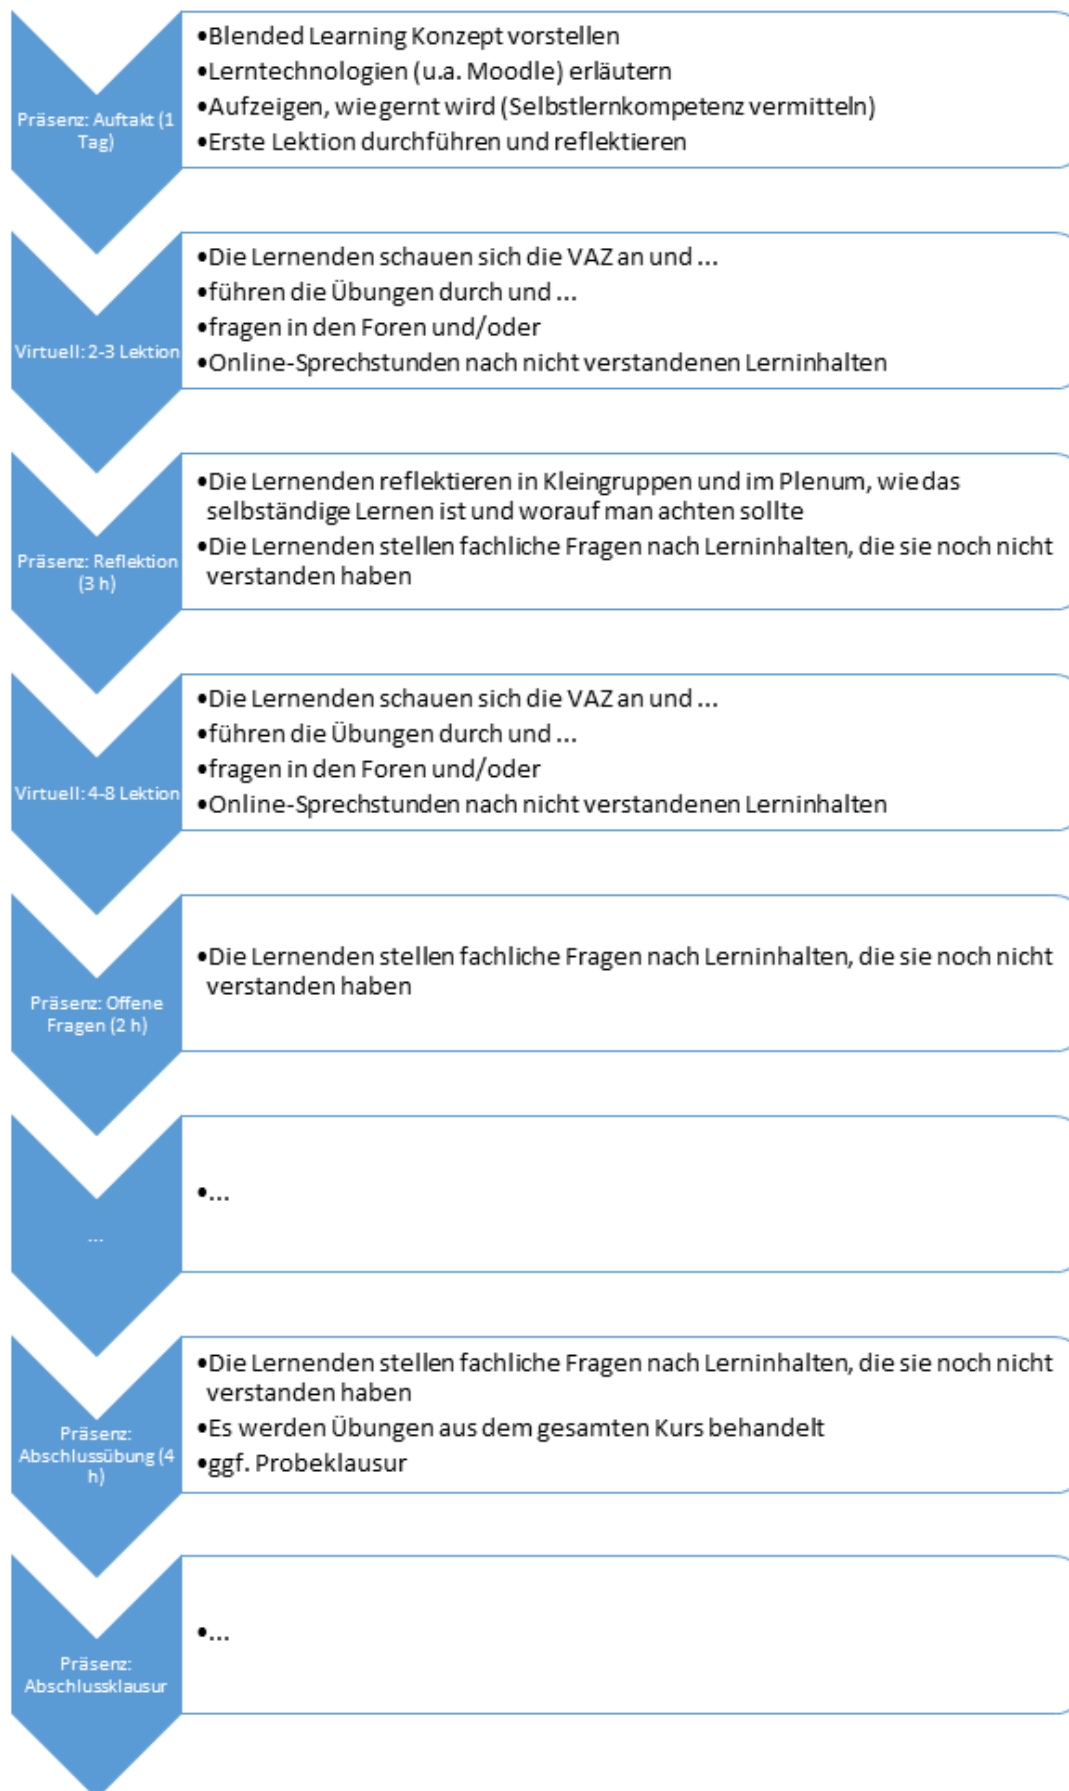 Präsenz: Auftakt (1
Tag)
•Blended Learning Konzept vorstellen
•Lerntechnologien (u.a. Moodle) erläutern
•Aufzeigen, wie gernt wird (Selbstlernkompetenz vermitteln)
•Erste Lektion durchführen und reflektieren
Virtuell: 2-3 Lektion
•Die Lernenden schauen sich die VAZ an und ...
•führen die Übungen durch und ...
•fragen in den Foren und/oder
•Online-Sprechstunden nach nicht verstandenen Lerninhalten
Präsenz: Reflektion
(3 h)
•Die Lernenden reflektieren in Kleingruppen und im Plenum, wie das
selbständige Lernen ist und worauf man achten sollte
•Die Lernenden stellen fachliche Fragen nach Lerninhalten, die sie noch nicht
verstanden haben
Virtuell: 4-8 Lektion
•Die Lernenden schauen sich die VAZ an und ...
•führen die Übungen durch und ...
•fragen in den Foren und/oder
•Online-Sprechstunden nach nicht verstandenen Lerninhalten
Präsenz: Offene
Fragen (2 h)
•Die Lernenden stellen fachliche Fragen nach Lerninhalten, die sie noch nicht
verstanden haben
...
•...
Präsenz:
Abschlussübung (4
h)
•Die Lernenden stellen fachliche Fragen nach Lerninhalten, die sie noch nicht
verstanden haben
•Es werden Übungen aus dem gesamten Kurs behandelt
•ggf. Probeklausur
Präsenz:
Abschlussklausur
•...